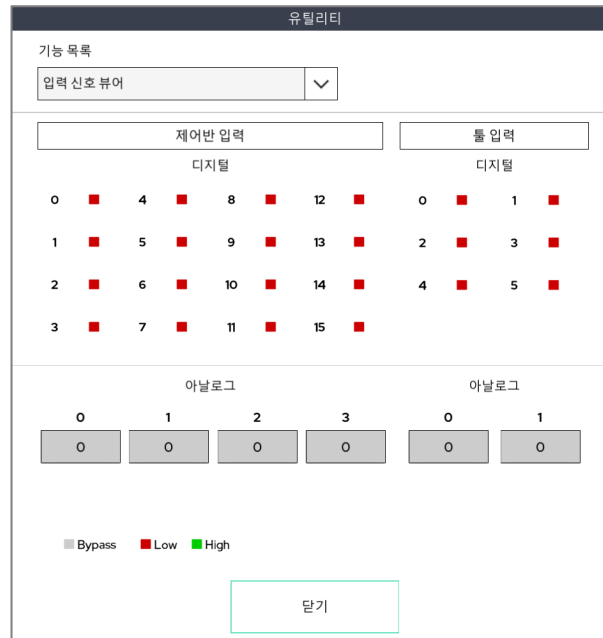 유틸리티
기능 목록
입력 신호 뷰어
제어반 입력 툴 입력
디지털 디지털
0 4 8 12 0 1
1 5 9 13 2 3
2 6 10 14 4 5
3 7 11 15
아날로그 아날로그
0 1 2 3 0 1
0 0 0 0 0 0
Bypass Low High
닫기